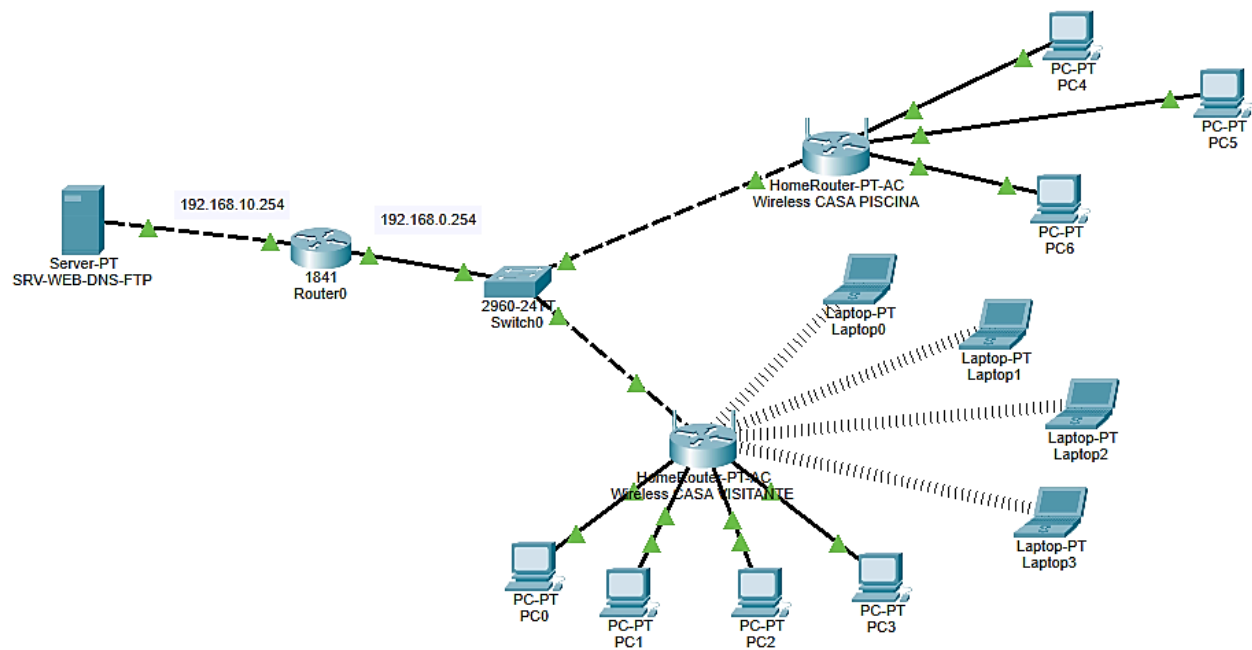 PC-PT
PC4
PC-PT
PC5
HomeRouter-PT-AC
Wireless CASA PISCINA
PC-PT
PC6
192.168.10.254
192.168.0.254
Server-PT
SRV-WEB-DNS-FTP
1841
Router0
2960-24TT
Switch0
Laptop-PT
Laptop0
Laptop-PT
Laptop1
Laptop-PT
Laptop2
Laptop-PT
Laptop3
HomeRouter-PT-AC
Wireless CASA VISITANTE
PC-PT
PC0
PC-PT
PC1
PC-PT
PC2
PC-PT
PC3